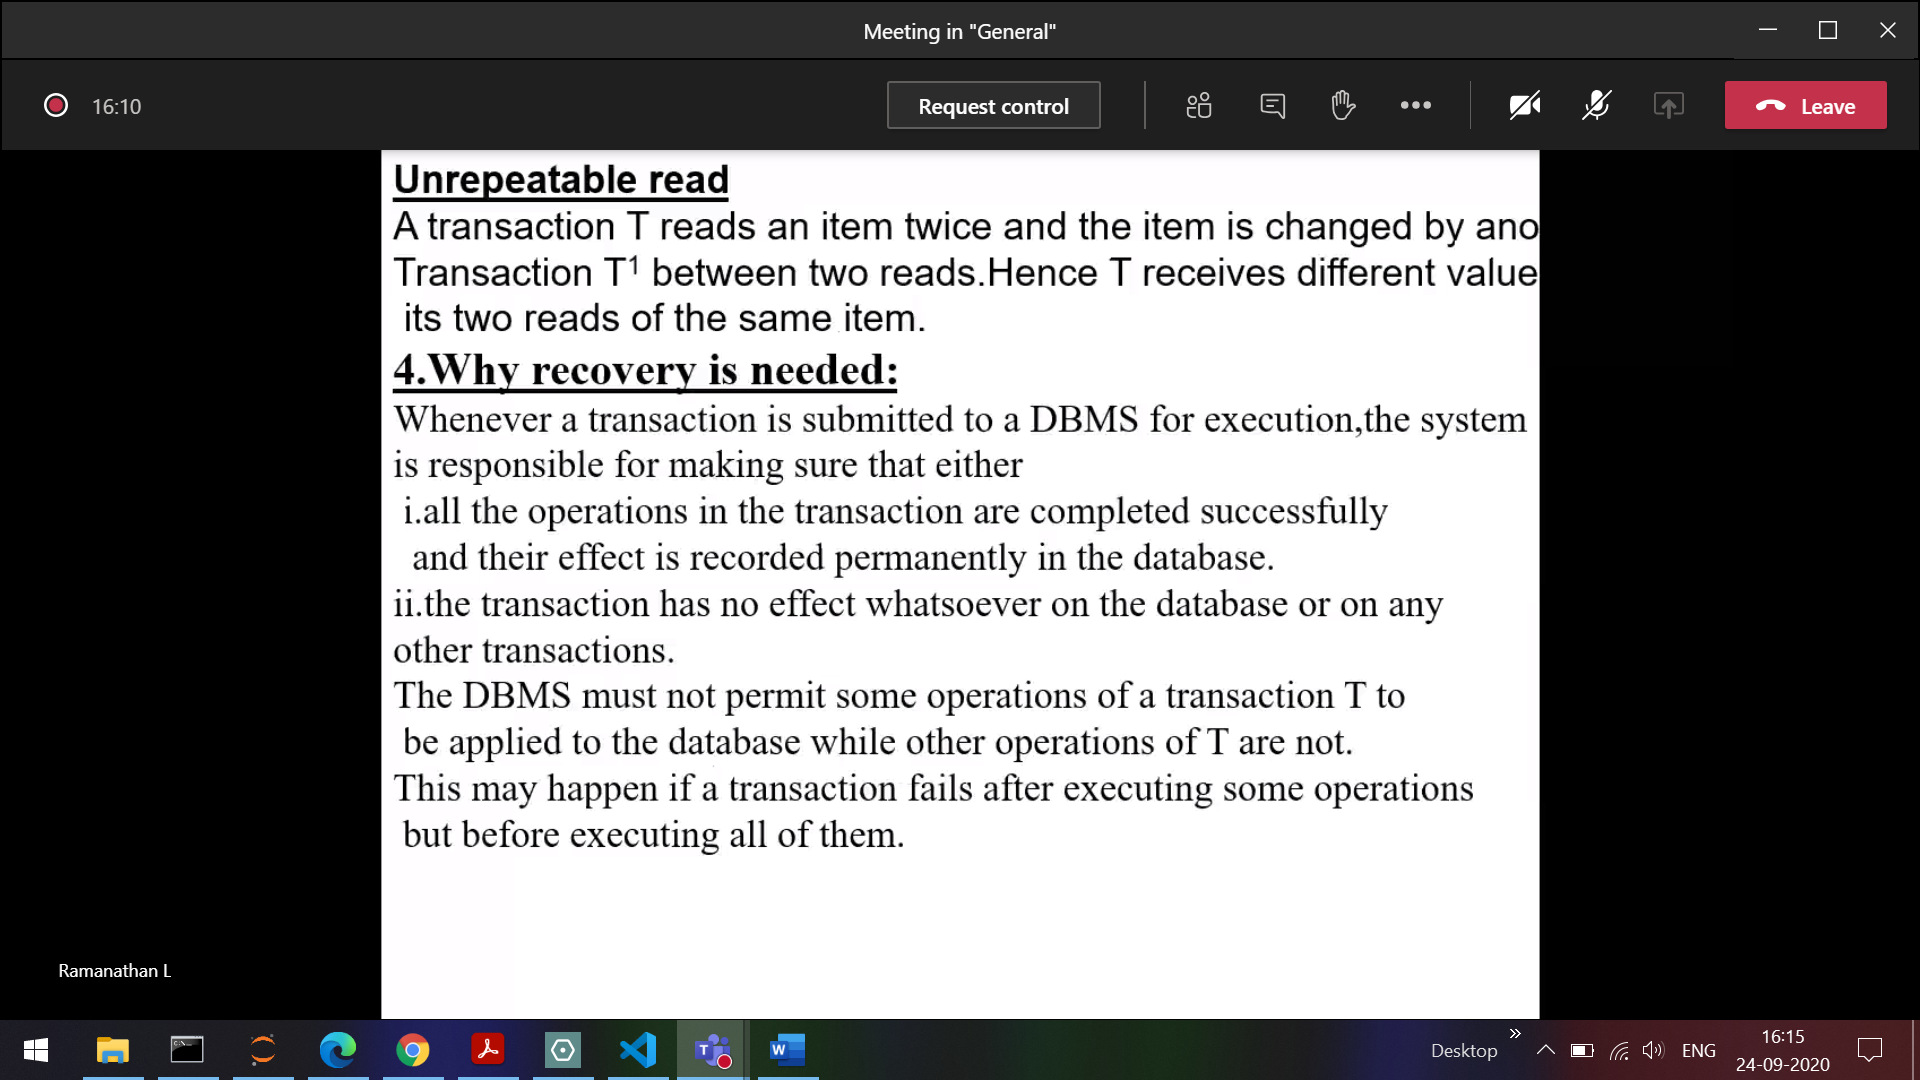 Meeting in "General"
16:10
Request control
Leave
Unrepeatable read
A transaction T reads an item twice and the item is changed by ano
Transaction T¹ between two reads.Hence T receives different value
its two reads of the same item.
4.Why recovery is needed:
Whenever a transaction is submitted to a DBMS for execution,the system
is responsible for making sure that either
i.all the operations in the transaction are completed successfully
and their effect is recorded permanently in the database.
ii.the transaction has no effect whatsoever on the database or on any
other transactions.
The DBMS must not permit some operations of a transaction T to
be applied to the database while other operations of T are not.
This may happen if a transaction fails after executing some operations
but before executing all of them.
Ramanathan L
Desktop
ENG
16:15
24-09-2020